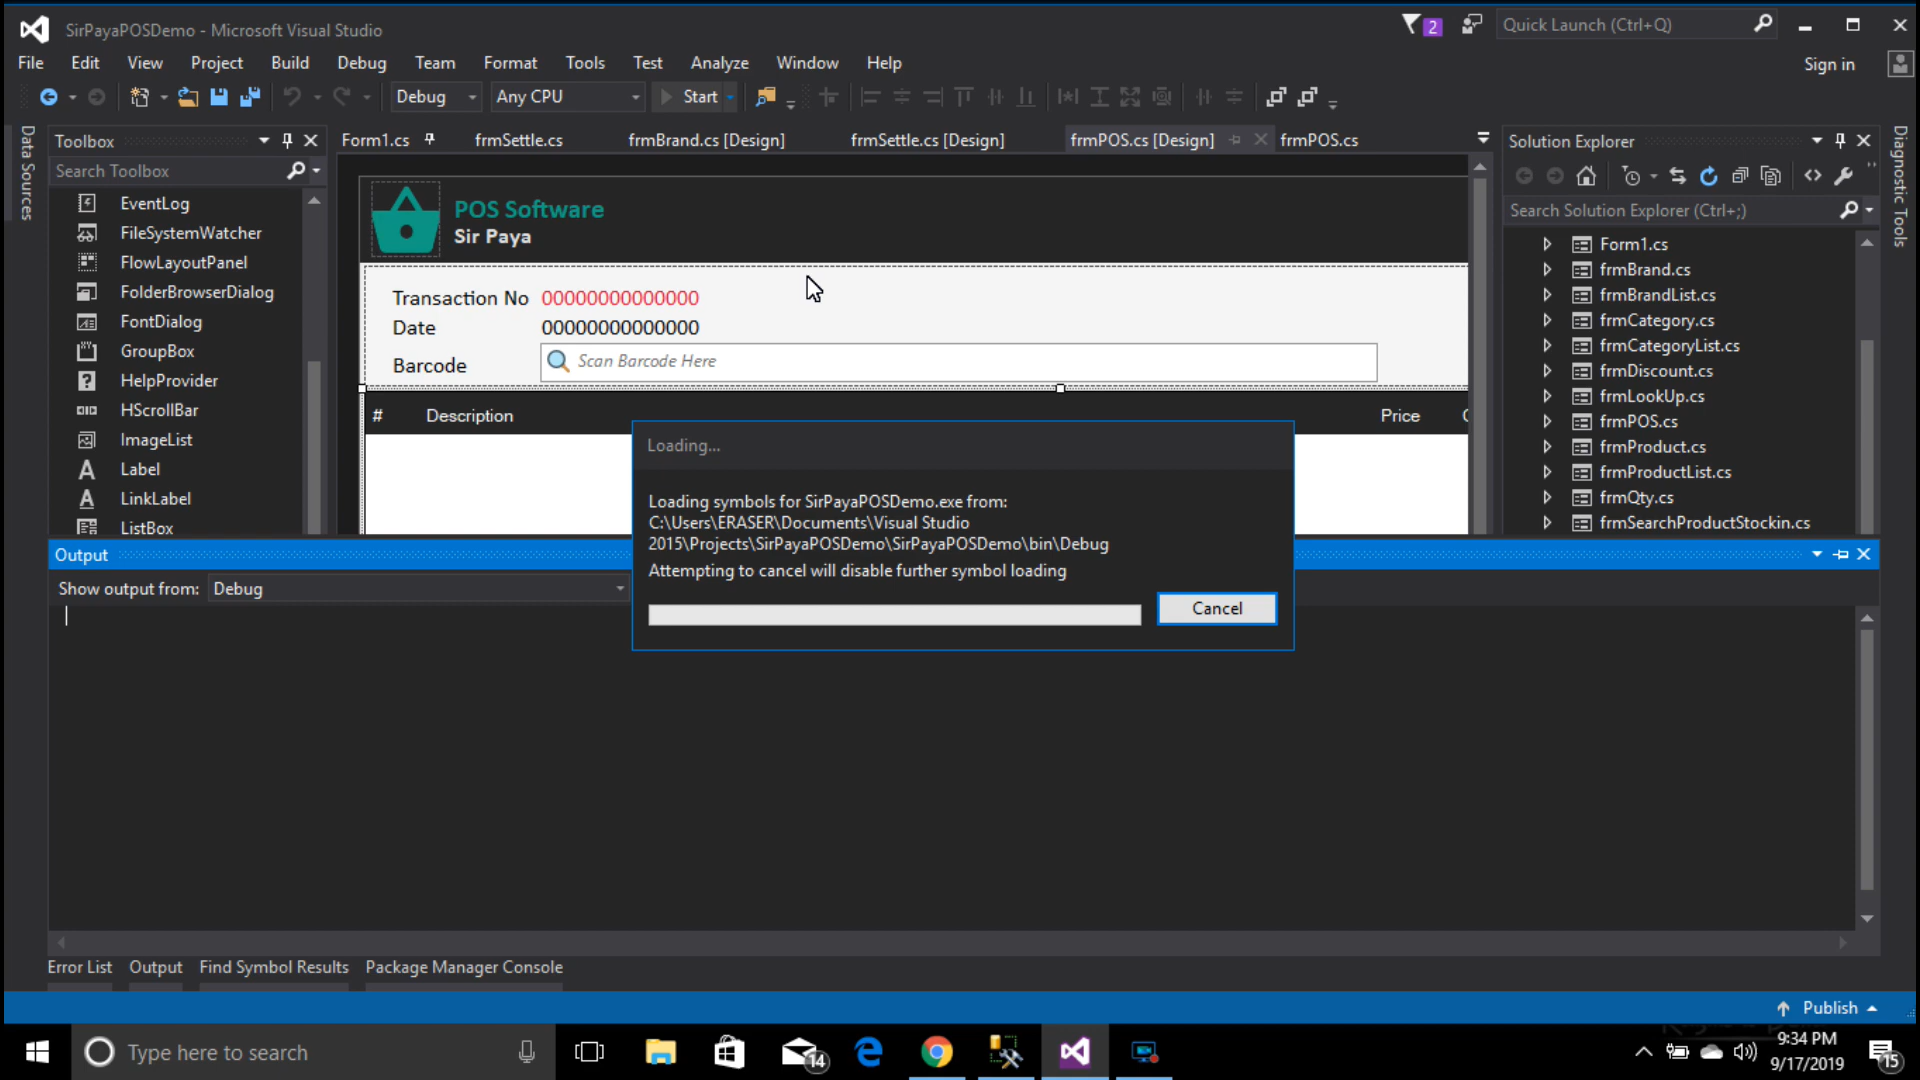 SirPayaPOSDemo - Microsoft Visual Studio
2
Quick Launch (Ctrl+Q)
File Edit View Project Build Debug Team Format Tools Test Analyze Window Help
Sign in
Debug Any CPU Start
Data Sources
Toolbox
Search Toolbox
EventLog
FileSystemWatcher
FlowLayoutPanel
FolderBrowserDialog
FontDialog
GroupBox
HelpProvider
HScrollBar
ImageList
Label
LinkLabel
ListBox
Form1.cs frmSettle.cs frmBrand.cs [Design] frmSettle.cs [Design] frmPOS.cs [Design] frmPOS.cs
POS Software
Sir Paya
Transaction No 00000000000000
Date 00000000000000
Barcode Scan Barcode Here
# Description Price
Loading...
Loading symbols for SirPayaPOSDemo.exe from:
C:\Users\ERASER\Documents\Visual Studio
2015\Projects\SirPayaPOSDemo\SirPayaPOSDemo\bin\Debug
Attempting to cancel will disable further symbol loading
Cancel
Solution Explorer
Search Solution Explorer (Ctrl+;)
Form1.cs
frmBrand.cs
frmBrandList.cs
frmCategory.cs
frmCategoryList.cs
frmDiscount.cs
frmLookUp.cs
frmPOS.cs
frmProduct.cs
frmProductList.cs
frmQty.cs
frmSearchProductStockin.cs
Diagnostic Tools
Output
Show output from: Debug
Error List Output Find Symbol Results Package Manager Console
Publish
Type here to search
14
9:34 PM
9/17/2019
15